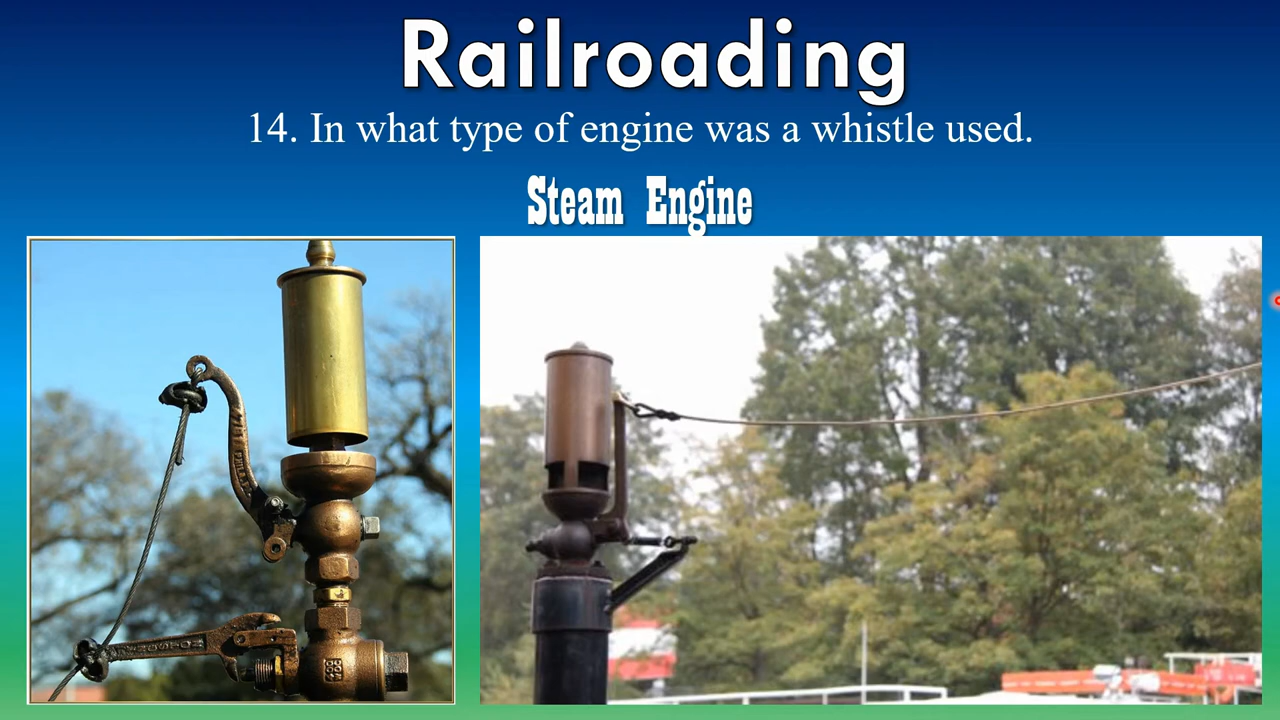 Railroading
14. In what type of engine was a whistle used.
Steam Engine